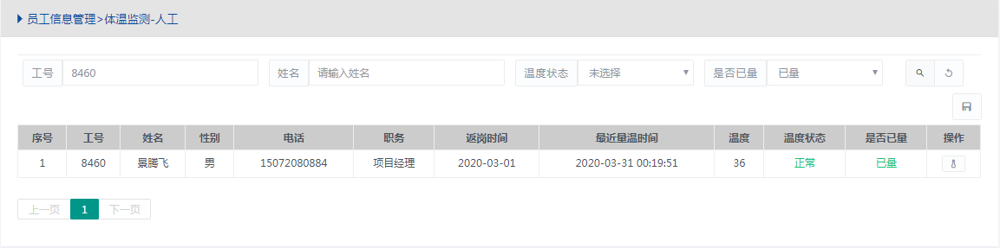 员工信息管理>体温监测-人工
工号 8460 姓名 请输入姓名 温度状态 未选择 是否已量 已量
序号 工号 姓名 性别 电话 职务 返岗时间 最近量温时间 温度 温度状态 是否已量 操作
1 8460 景腾飞 男 15072080884 项目经理 2020-03-01 2020-03-31 00:19:51 36 正常 已量
上一页 1 下一页